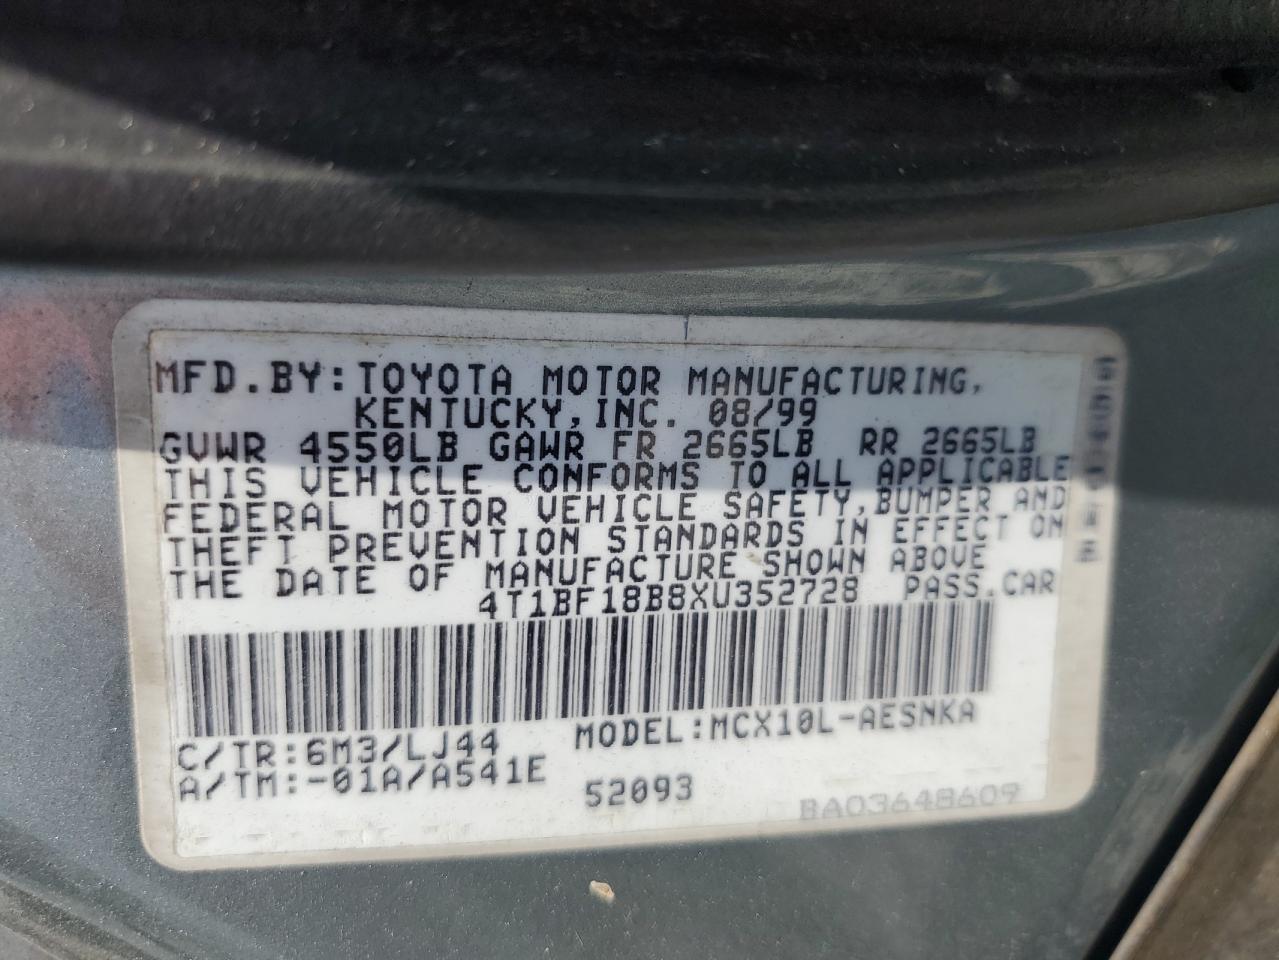 MFD.BY:TOYOTA MOTOR MANUFACTURING,
KENTUCKY,INC. 08/99
GVWR 4550LB GAWR FR 2665LB RR 2665LB
THIS VEHICLE CONFORMS TO ALL APPLICABLE
FEDERAL MOTOR VEHICLE SAFETY,BUMPER AND
THEFT PREVENTION STANDARDS IN EFFECT ON
THE DATE OF MANUFACTURE SHOWN ABOVE
4T1BF18B8XU352728 PASS.CAR
C/TR:6M3/LJ44 MODEL:MCX10L-AESNKA
A/TM:-01A/A541E 52093
BA03648609